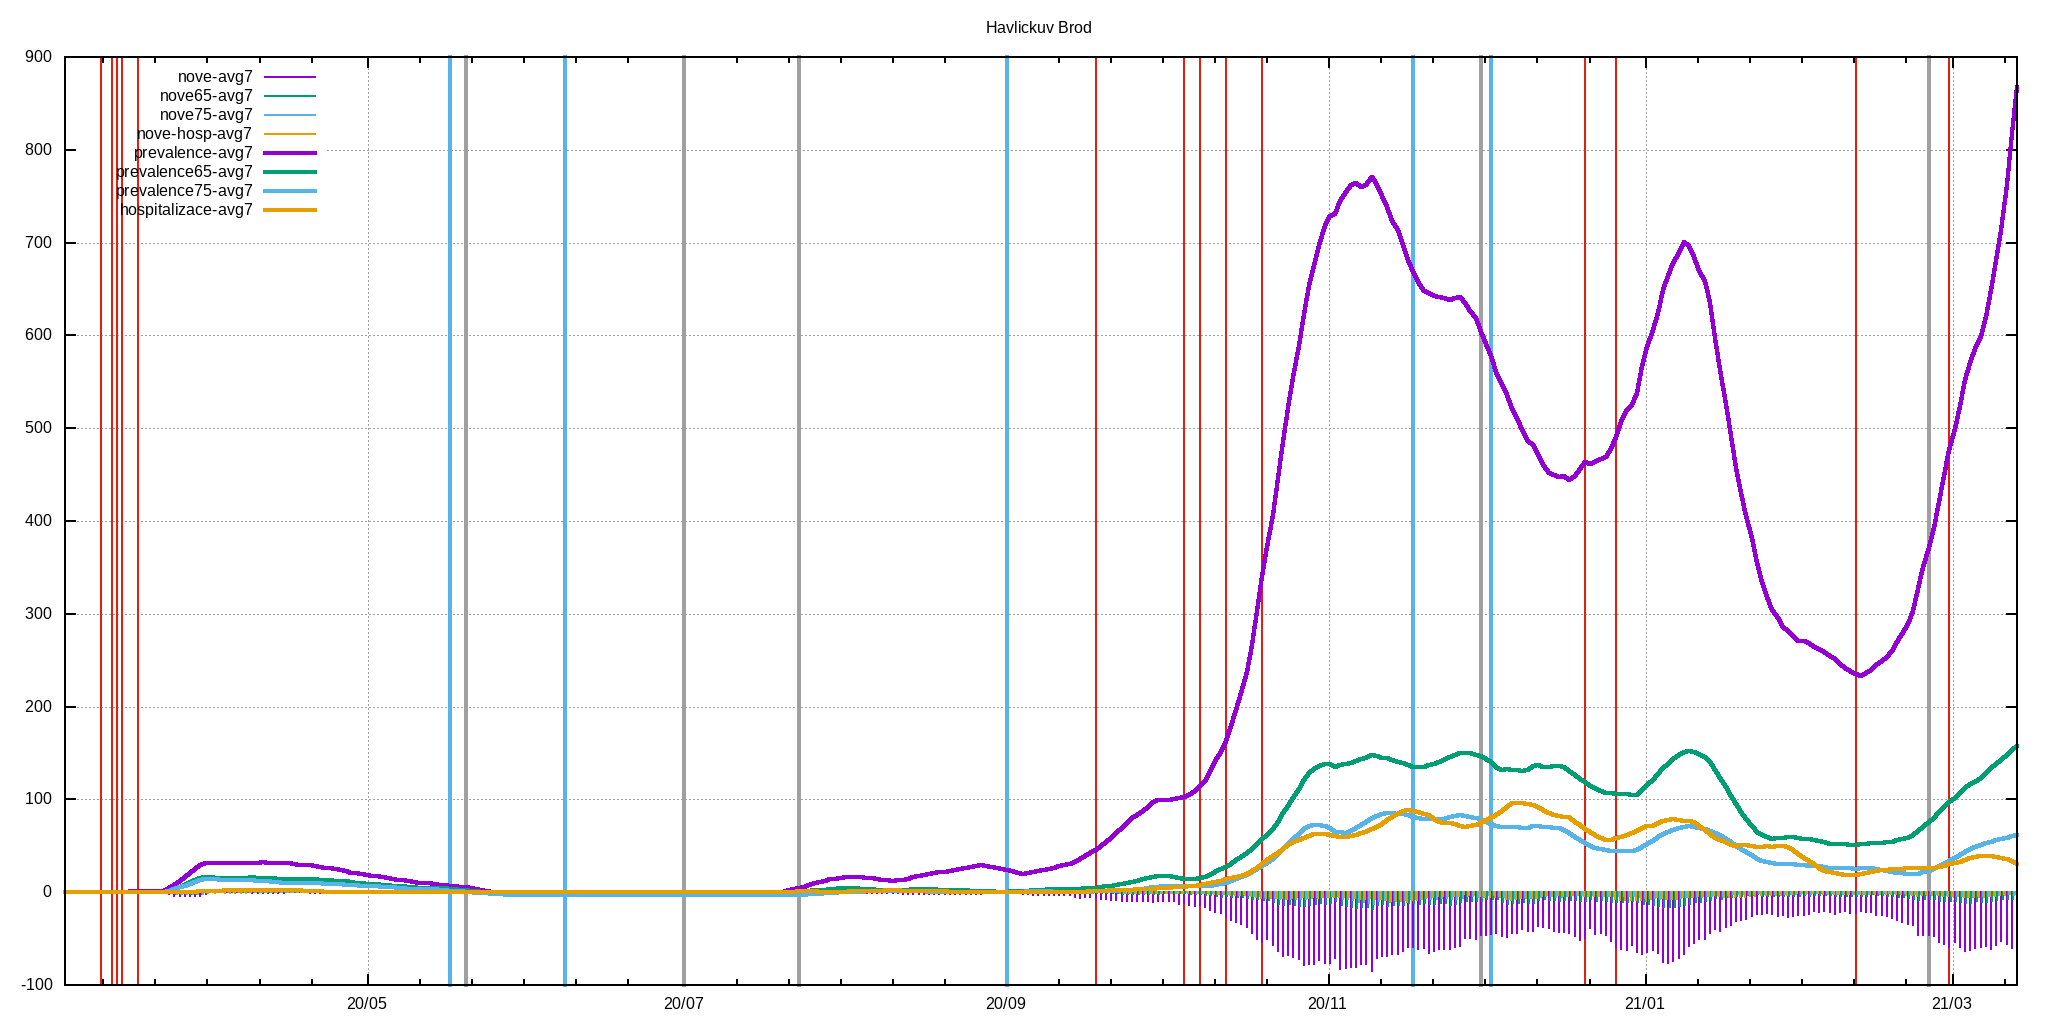 Havlickuv Brod
900
800
700
600
500
400
300
200
100
0
-100
nove-avg7
nove65-avg7
nove75-avg7
nove-hosp-avg7
prevalence-avg7
prevalence65-avg7
prevalence75-avg7
hospitalizace-avg7
20/05 20/07 20/09 20/11 21/01 21/03